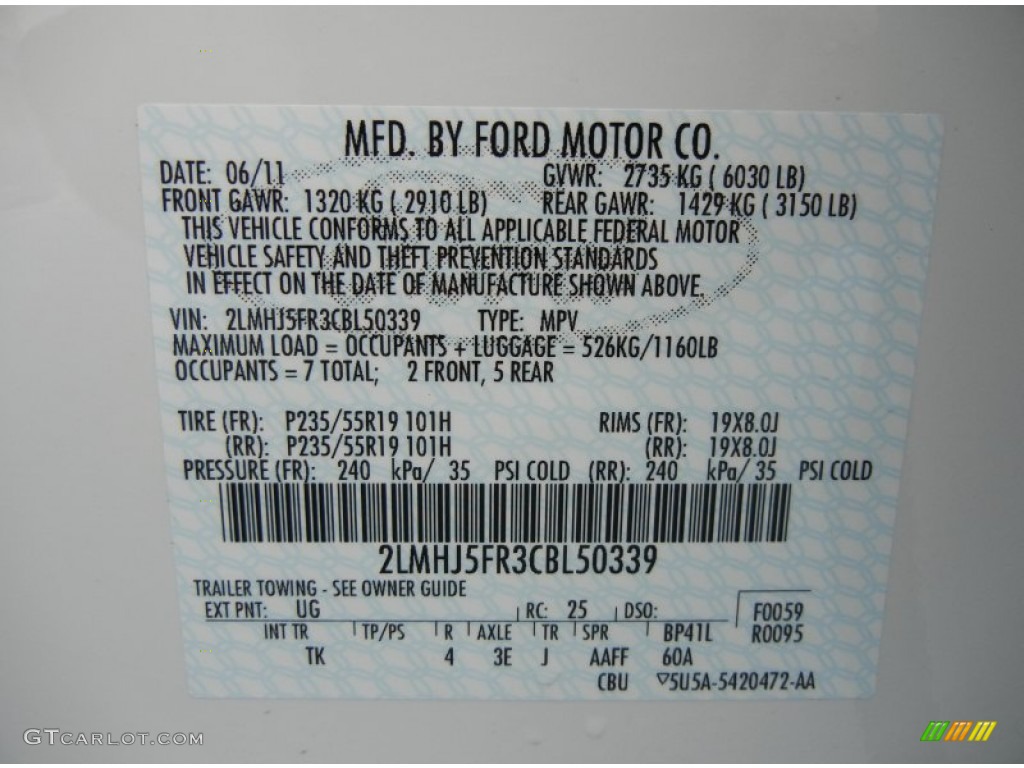 MFD. BY FORD MOTOR CO.
DATE: 06/11 GVWR: 2735 KG ( 6030 LB)
FRONT GAWR: 1320 KG ( 2910 LB) REAR GAWR: 1429 KG ( 3150 LB)
THIS VEHICLE CONFORMS TO ALL APPLICABLE FEDERAL MOTOR
VEHICLE SAFETY AND THEFT PREVENTION STANDARDS
IN EFFECT ON THE DATE OF MANUFACTURE SHOWN ABOVE.
VIN: 2LMHJ5FR3CBL50339 TYPE: MPV
MAXIMUM LOAD = OCCUPANTS + LUGGAGE = 526KG/1160LB
OCCUPANTS = 7 TOTAL; 2 FRONT, 5 REAR
TIRE (FR): P235/55R19 101H RIMS (FR): 19X8.0J
(RR): P235/55R19 101H (RR): 19X8.0J
PRESSURE (FR): 240 kPa/ 35 PSI COLD (RR): 240 kPa/ 35 PSI COLD
2LMHJ5FR3CBL50339
TRAILER TOWING - SEE OWNER GUIDE
EXT PNT: UG RC: 25 DSO: F0059
INT TR TP/PS R AXLE TR SPR BP41L R0095
TK 4 3E J AAFF 60A
CBU ▽5U5A-5420472-AA
GTCARLOT.COM